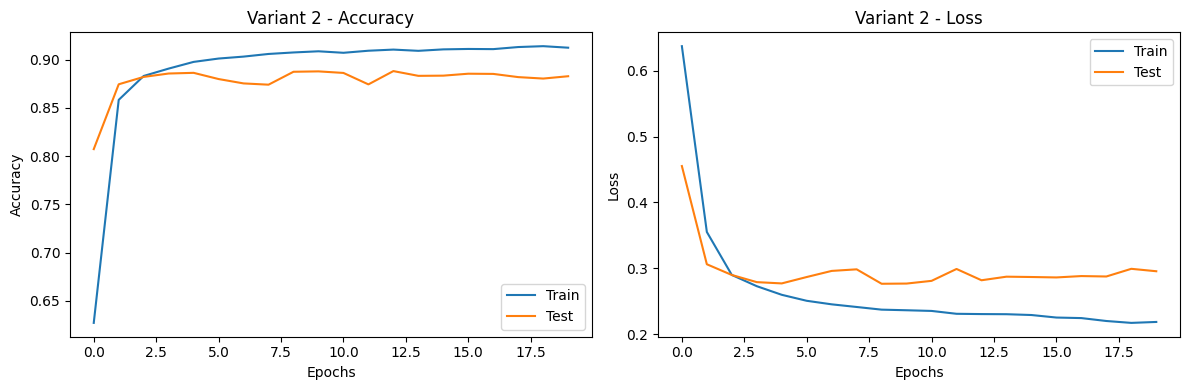 Variant 2 - Accuracy
Accuracy
0.90
0.85
0.80
0.75
0.70
0.65
Train
Test
0.0 2.5 5.0 7.5 10.0 12.5 15.0 17.5
Epochs
Variant 2 - Loss
Loss
0.6
0.5
0.4
0.3
0.2
Train
Test
0.0 2.5 5.0 7.5 10.0 12.5 15.0 17.5
Epochs